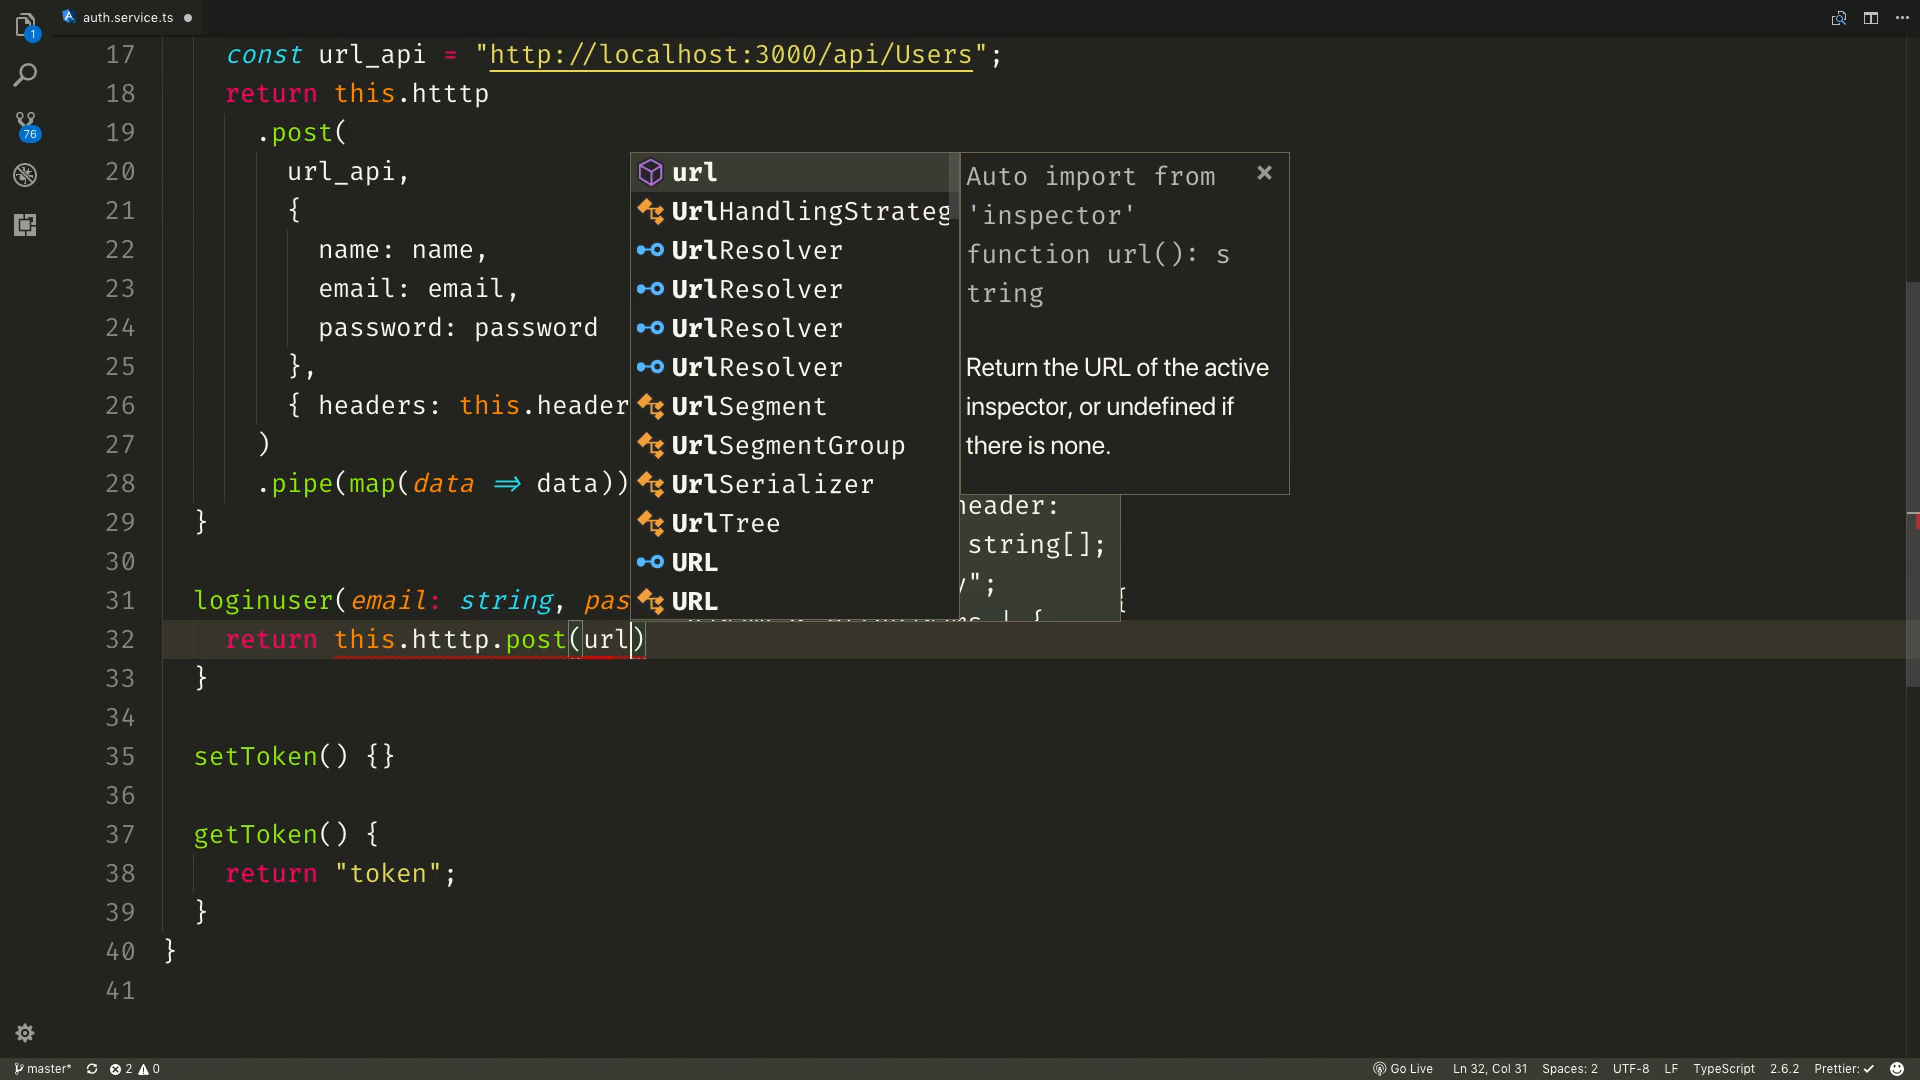 1
auth.service.ts
17 const url_api = "http://localhost:3000/api/Users";
18 return this.htttp
19 .post(
20 url_api,
21 {
22 name: name,
23 email: email,
24 password: password
25 },
26 { headers: this.header
27 )
28 .pipe(map(data => data))
29 }
30
31 loginuser(email: string, pas
32 return this.htttp.post(url)
33 }
34
35 setToken() {}
36
37 getToken() {
38 return "token";
39 }
40 }
41
76
url
UrlHandlingStrateg
UrlResolver
UrlResolver
UrlResolver
UrlResolver
UrlSegment
UrlSegmentGroup
UrlSerializer
UrlTree
URL
URL
Auto import from
'inspector'
function url(): s
tring
Return the URL of the active
inspector, or undefined if
there is none.
header:
string[];
";
| {
{
master* 2 0 Go Live Ln 32, Col 31 Spaces: 2 UTF-8 LF TypeScript 2.6.2 Prettier: ✓